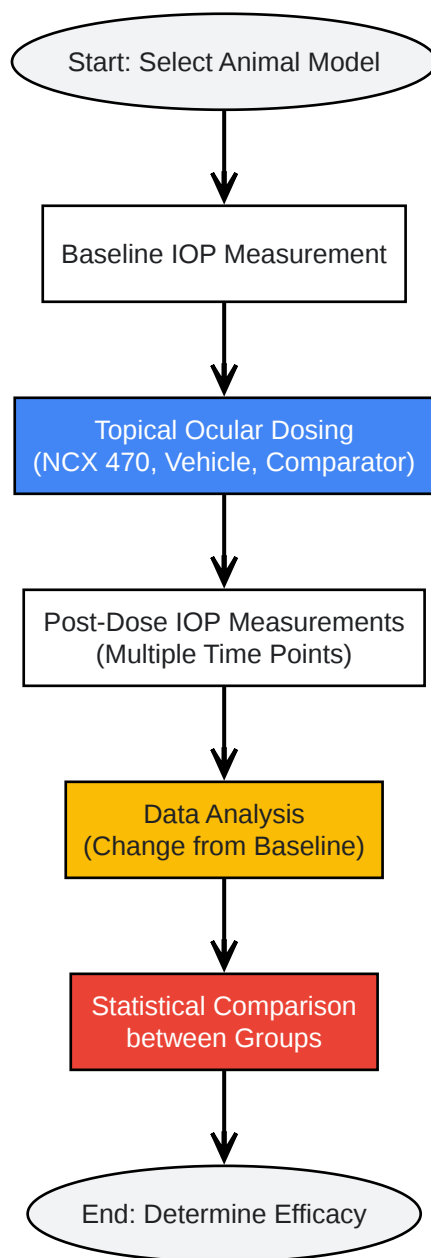 Start: Select Animal Model
Baseline IOP Measurement
Topical Ocular Dosing
(NCX 470, Vehicle, Comparator)
Post-Dose IOP Measurements
(Multiple Time Points)
Data Analysis
(Change from Baseline)
Statistical Comparison
between Groups
End: Determine Efficacy